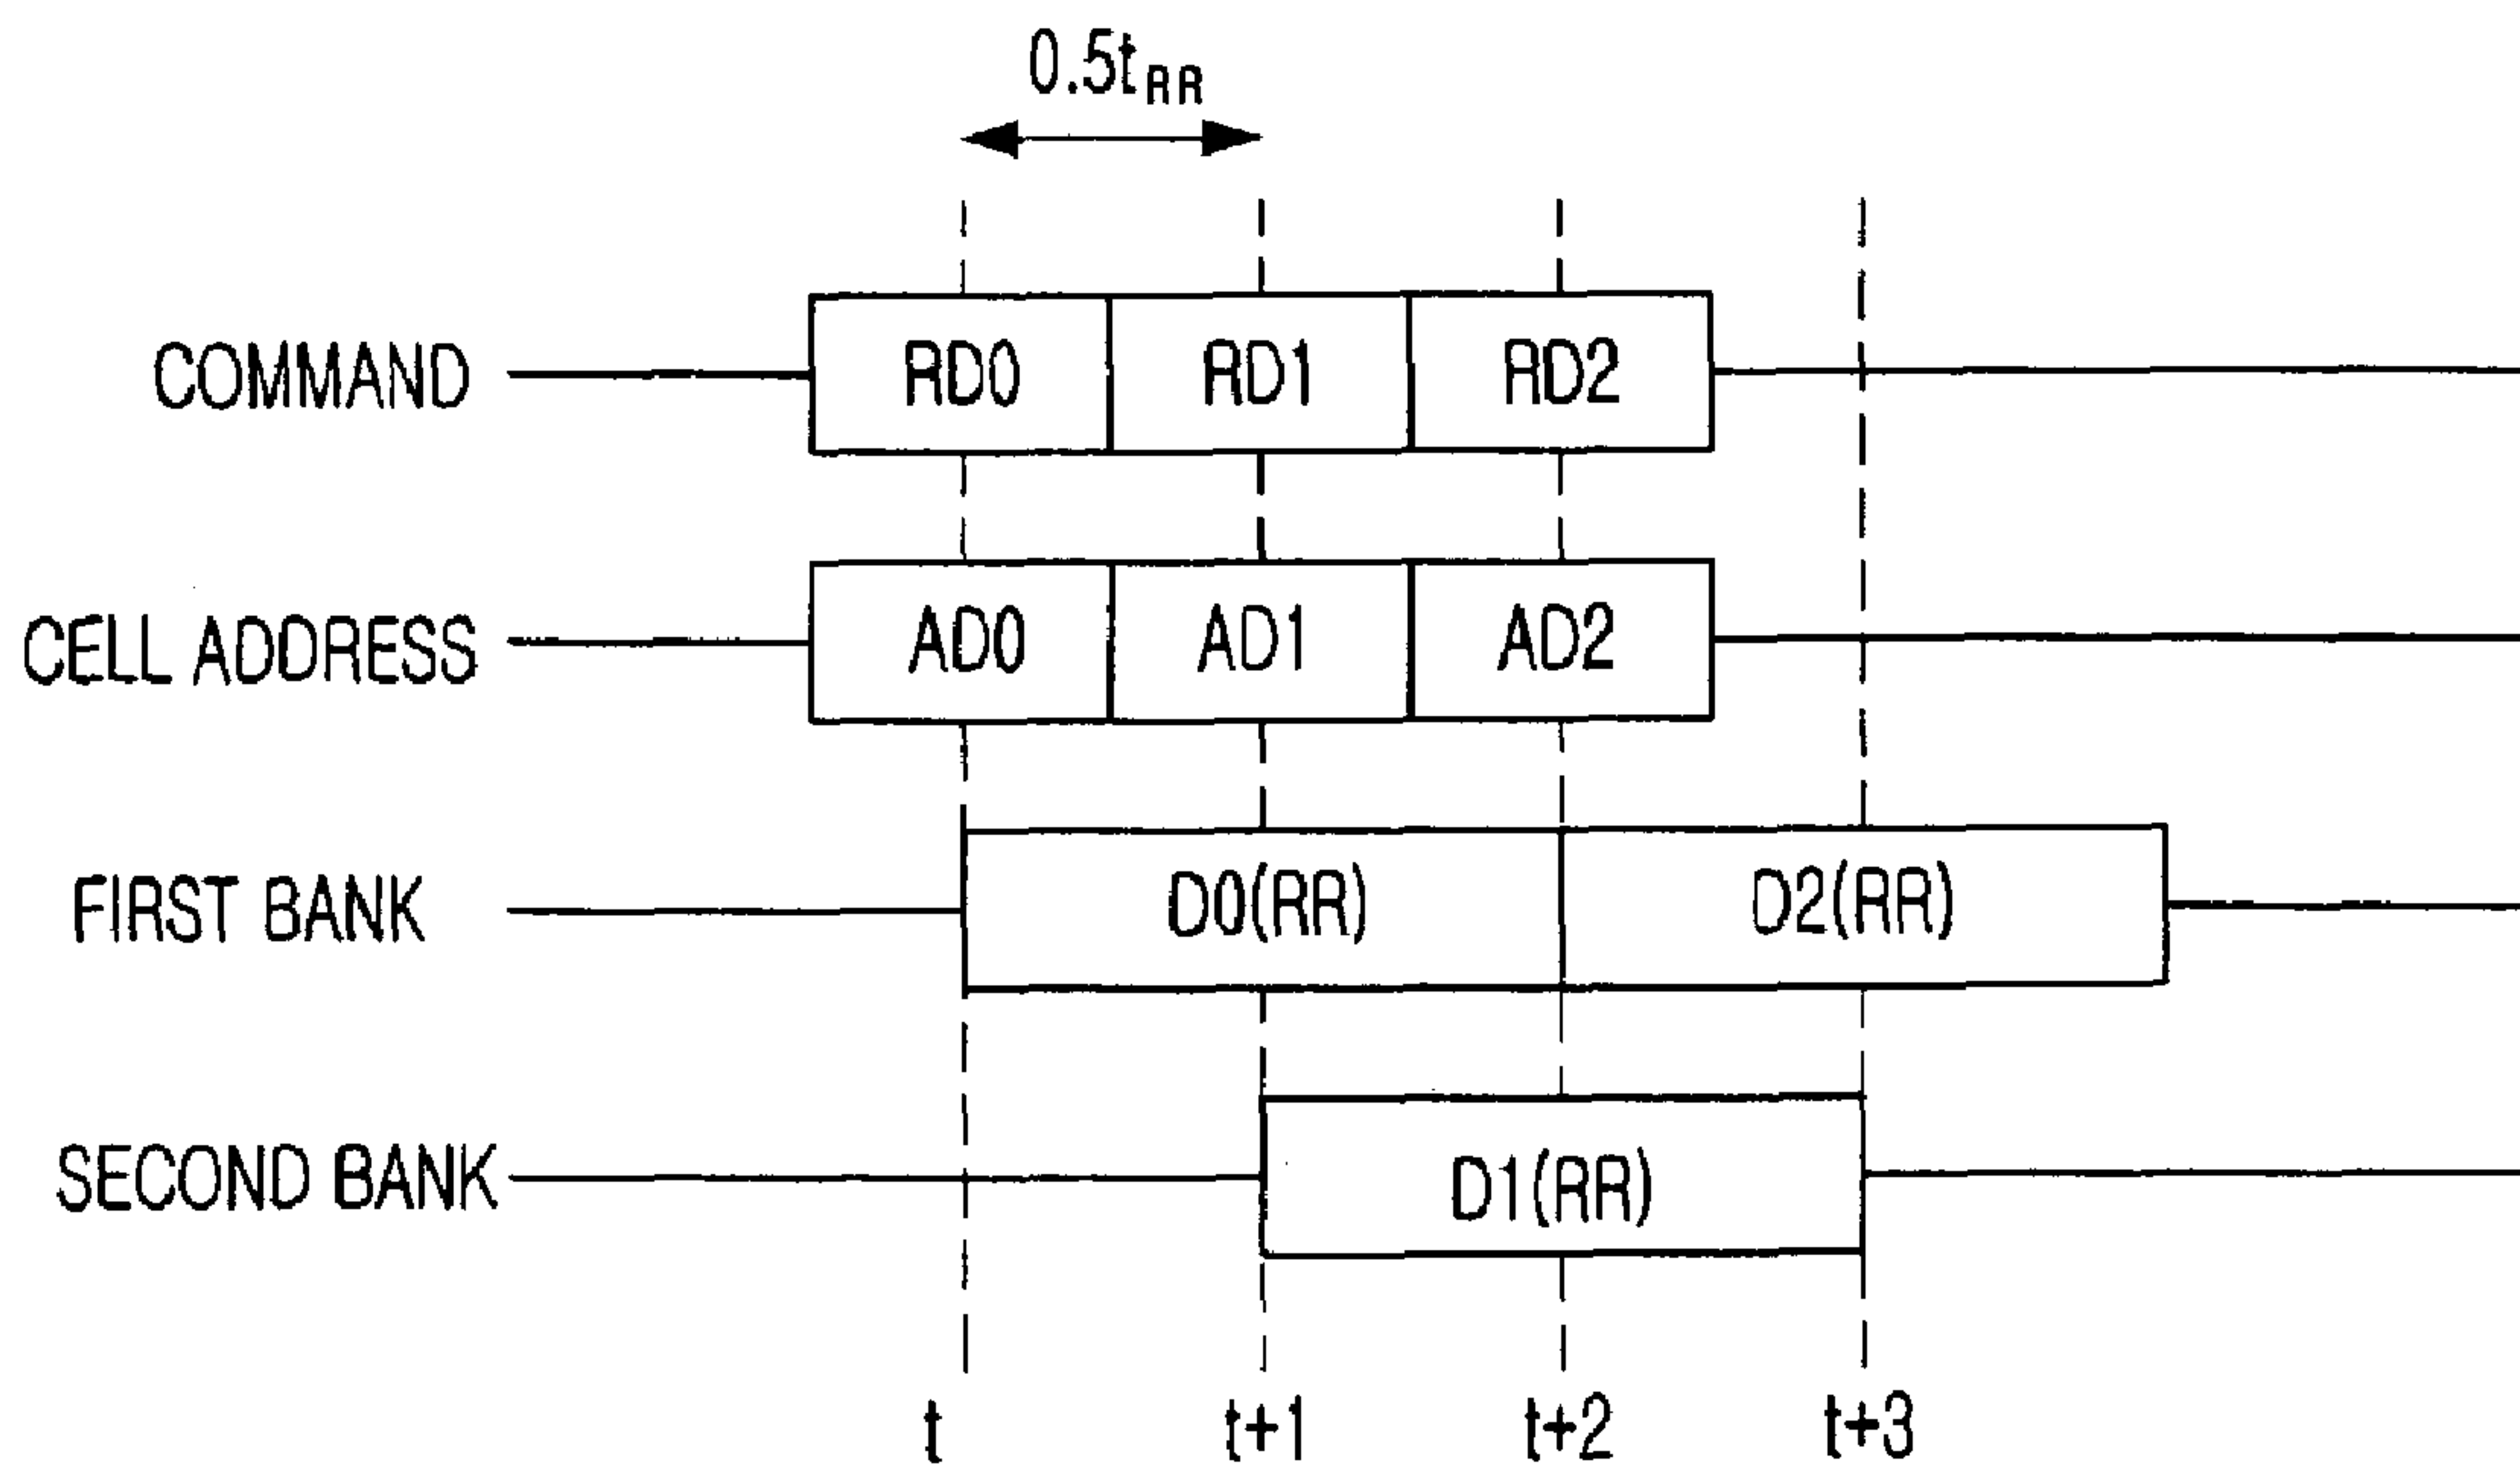 0.5tRR
COMMAND RD0 RD1 RD2
CELL ADDRESS AD0 AD1 AD2
FIRST BANK D0(RR) D2(RR)
SECOND BANK D1(RR)
t t+1 t+2 t+3